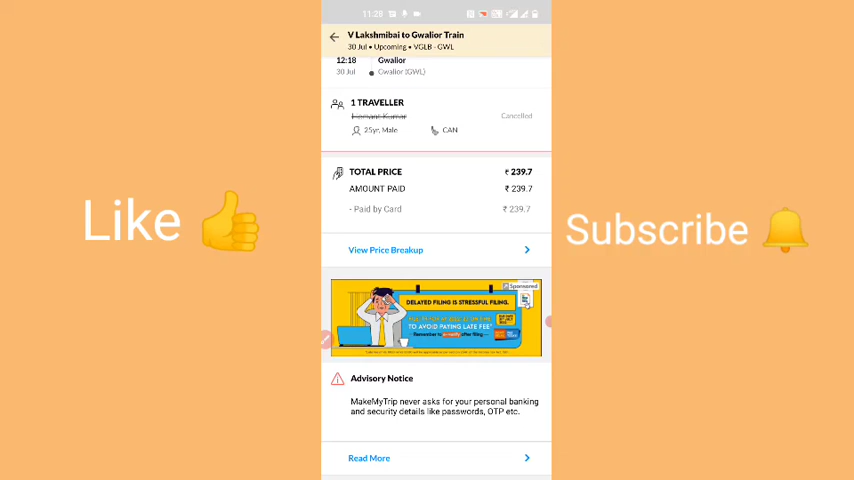 11:28
V Lakshmibai to Gwalior Train
30 Jul • Upcoming • VGLB - GWL
12:18 Gwalior
30 Jul Gwalior (GWL)
1 TRAVELLER
Hemant Kumar Cancelled
25yr, Male CAN
TOTAL PRICE ₹ 239.7
AMOUNT PAID ₹ 239.7
- Paid by Card ₹ 239.7
View Price Breakup
Sponsored
DELAYED FILING IS STRESSFUL FILING.
TO AVOID PAYING LATE FEE*
Advisory Notice
MakeMyTrip never asks for your personal banking
and security details like passwords, OTP etc.
Read More
Like 👍
Subscribe 🔔